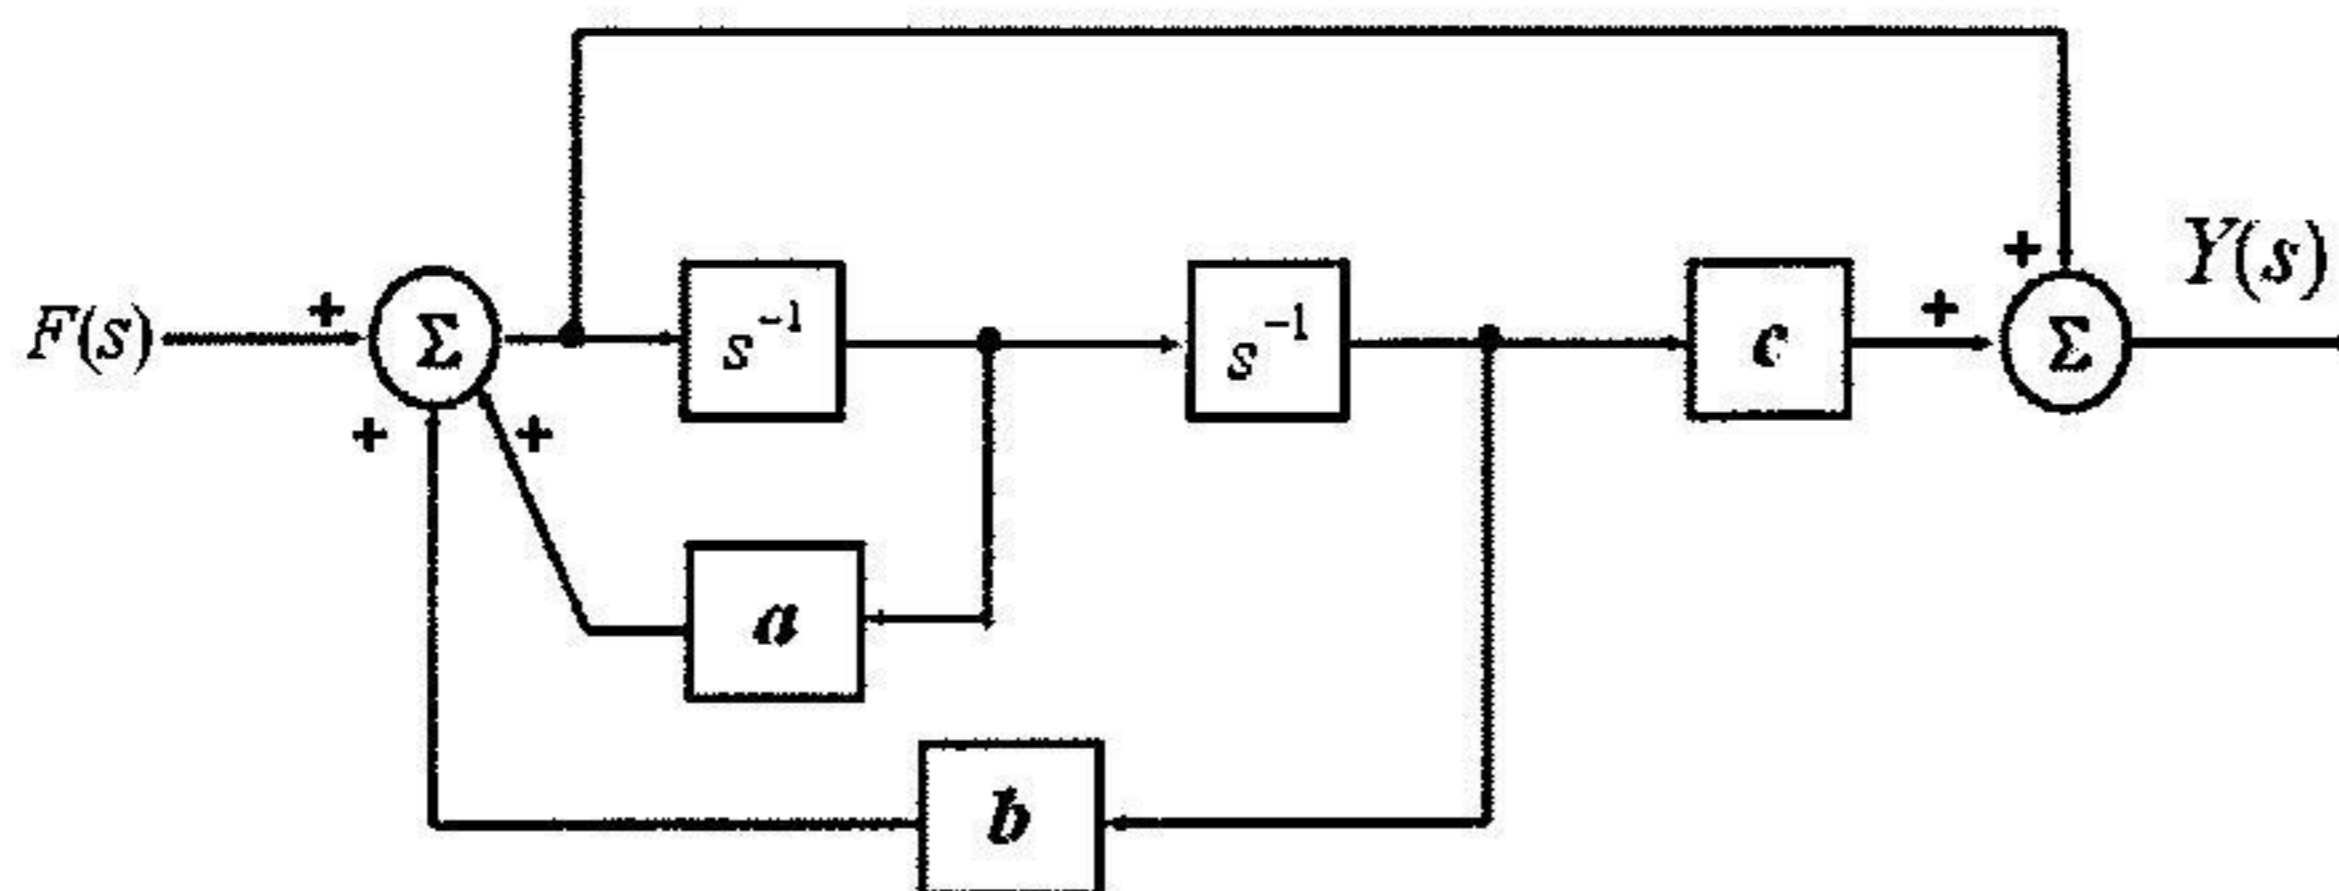 F(s)
+
Σ
+
+
s⁻¹
s⁻¹
c
+
+
Σ
Y(s)
a
b